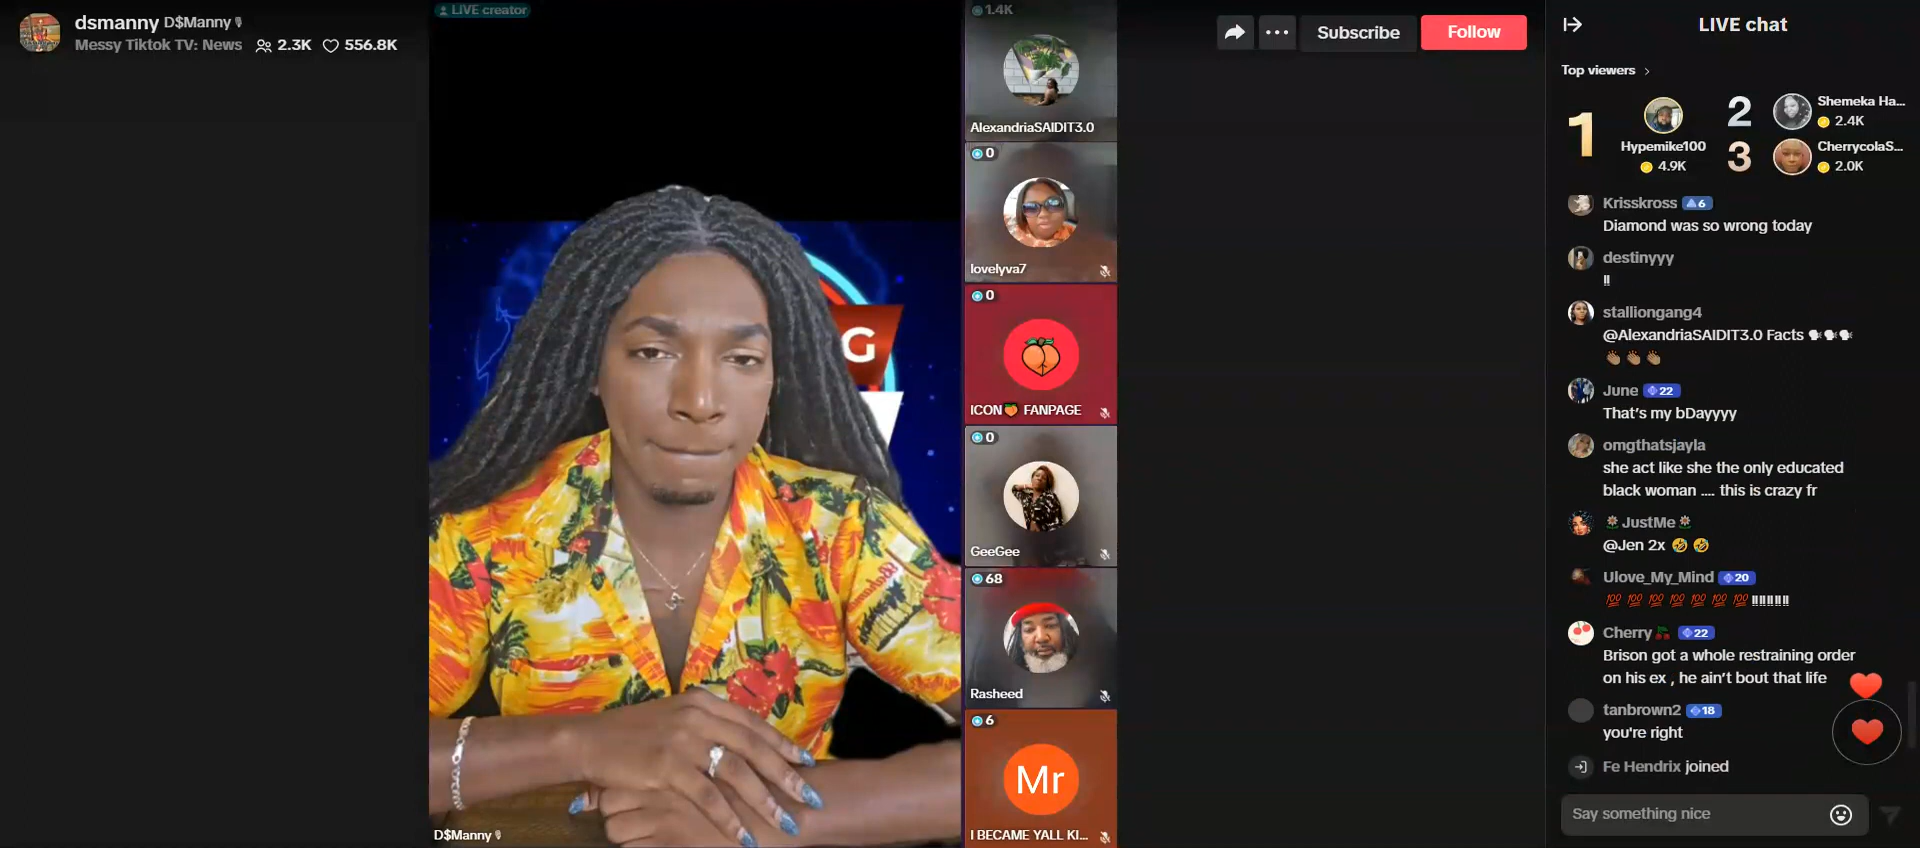 dsmanny D$Manny🎙
Messy Tiktok TV: News 2.3K 556.8K
LIVE creator
Subscribe
Follow
G
Bahama
D$Manny🎙
1.4K
AlexandriaSAIDIT3.0
0
lovelyva7
0
ICON🍑 FANPAGE
0
GeeGee
68
Rasheed
6
Mr
I BECAME YALL KI...
LIVE chat
Top viewers
1
Hypemike100
4.9K
2
Shemeka Ha...
2.4K
3
CherrycolaS...
2.0K
Krisskross 6
Diamond was so wrong today
destinyyy
‼
stalliongang4
@AlexandriaSAIDIT3.0 Facts 🗣🗣🗣
👏🏽👏🏽👏🏽
June 22
That's my bDayyyy
omgthatsjayla
she act like she the only educated
black woman .... this is crazy fr
🌺JustMe🌺
@Jen 2x 🤣🤣
Ulove_My_Mind 20
💯💯💯💯💯💯💯‼‼‼‼
Cherry🍒 22
Brison got a whole restraining order
on his ex , he ain't bout that life
tanbrown2 18
you're right
Fe Hendrix joined
Say something nice